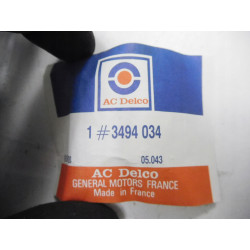 AC Delco
1 # 3494 034
05.043
AC Delco
GENERAL MOTORS FRANCE
Made in France